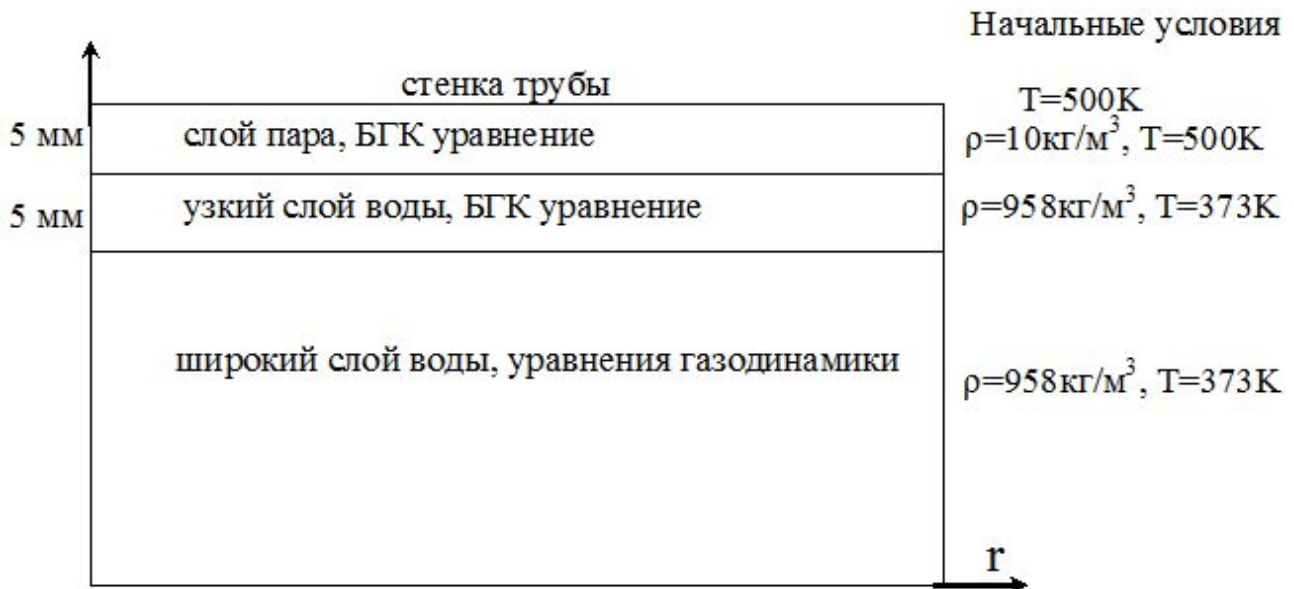 Начальные условия
стенка трубы
T=500K
5 мм
слой пара, БГК уравнение
ρ=10кг/м³, T=500K
5 мм
узкий слой воды, БГК уравнение
ρ=958кг/м³, T=373K
широкий слой воды, уравнения газодинамики
ρ=958кг/м³, T=373K
r